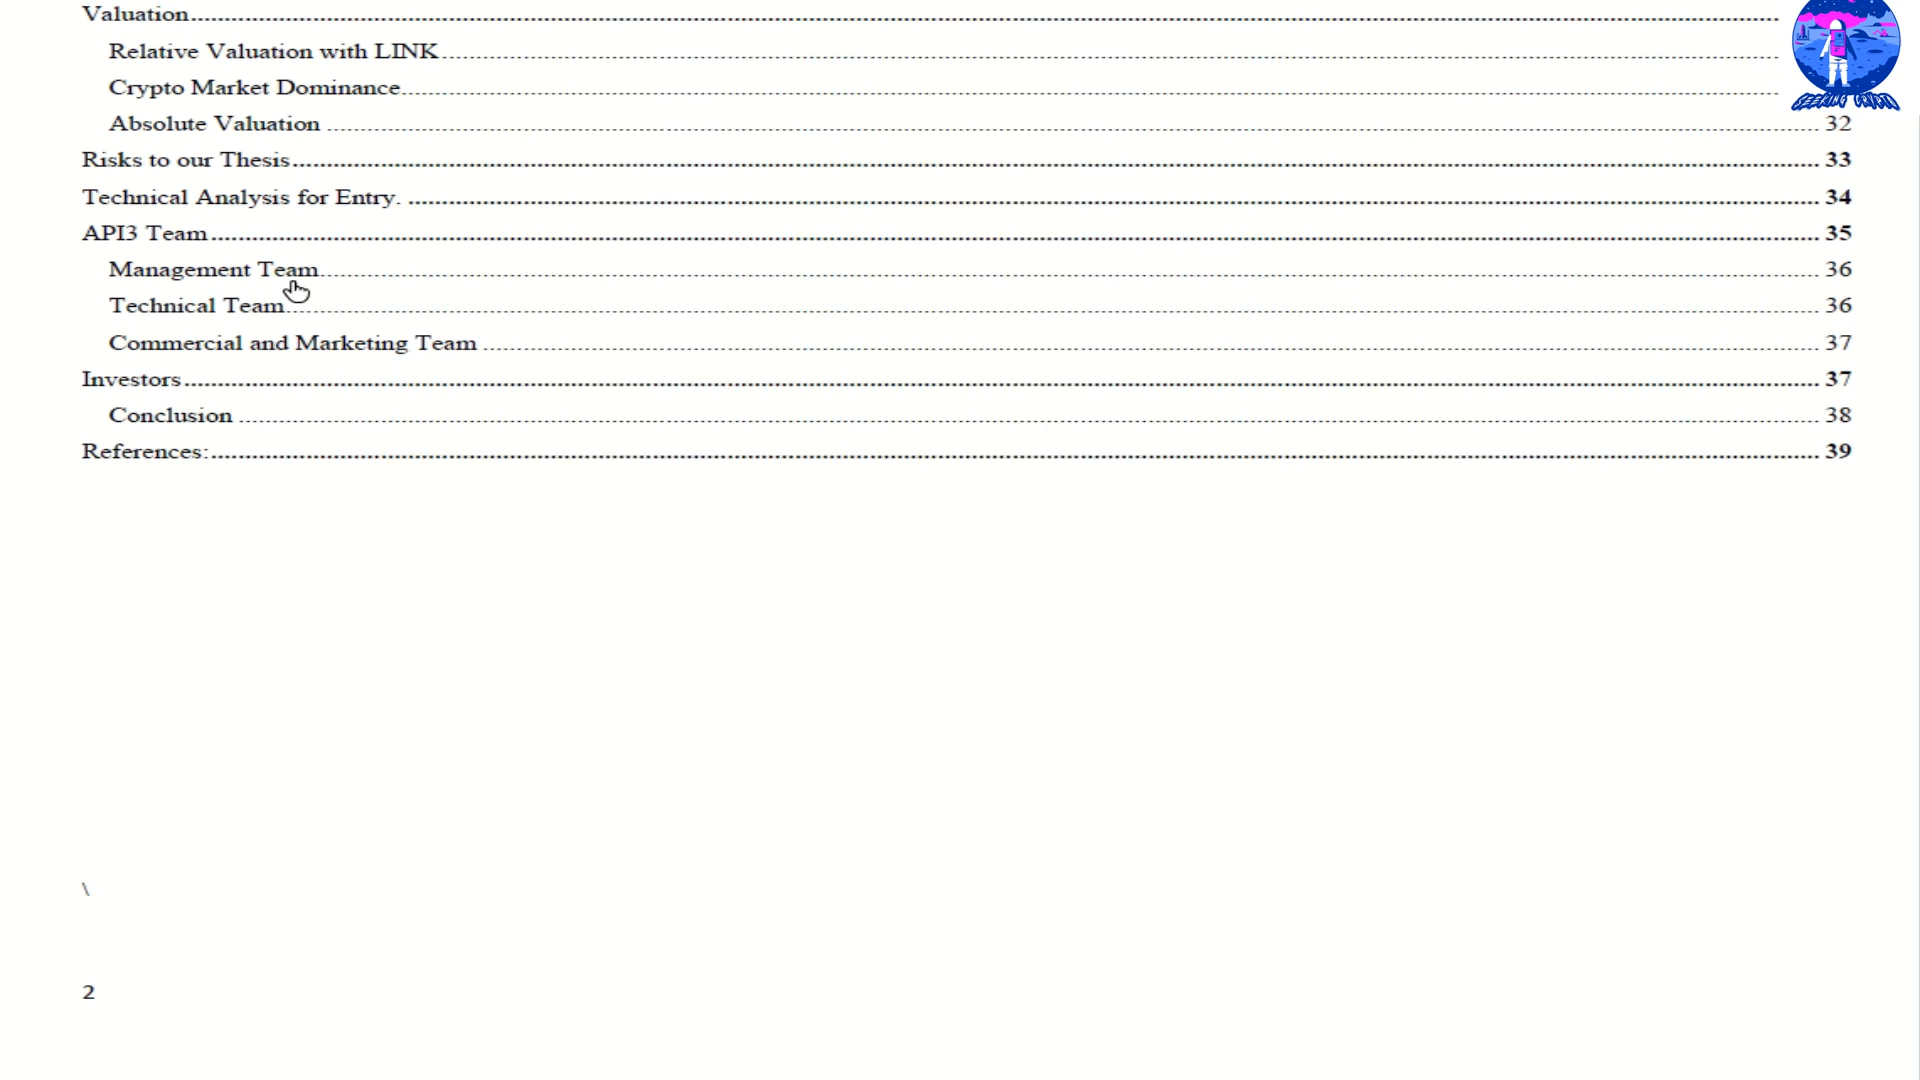 Valuation
Relative Valuation with LINK
Crypto Market Dominance
Absolute Valuation 32
Risks to our Thesis 33
Technical Analysis for Entry. 34
API3 Team 35
Management Team 36
Technical Team 36
Commercial and Marketing Team 37
Investors 37
Conclusion 38
References: 39
SEEKING CRYPTO
\
2